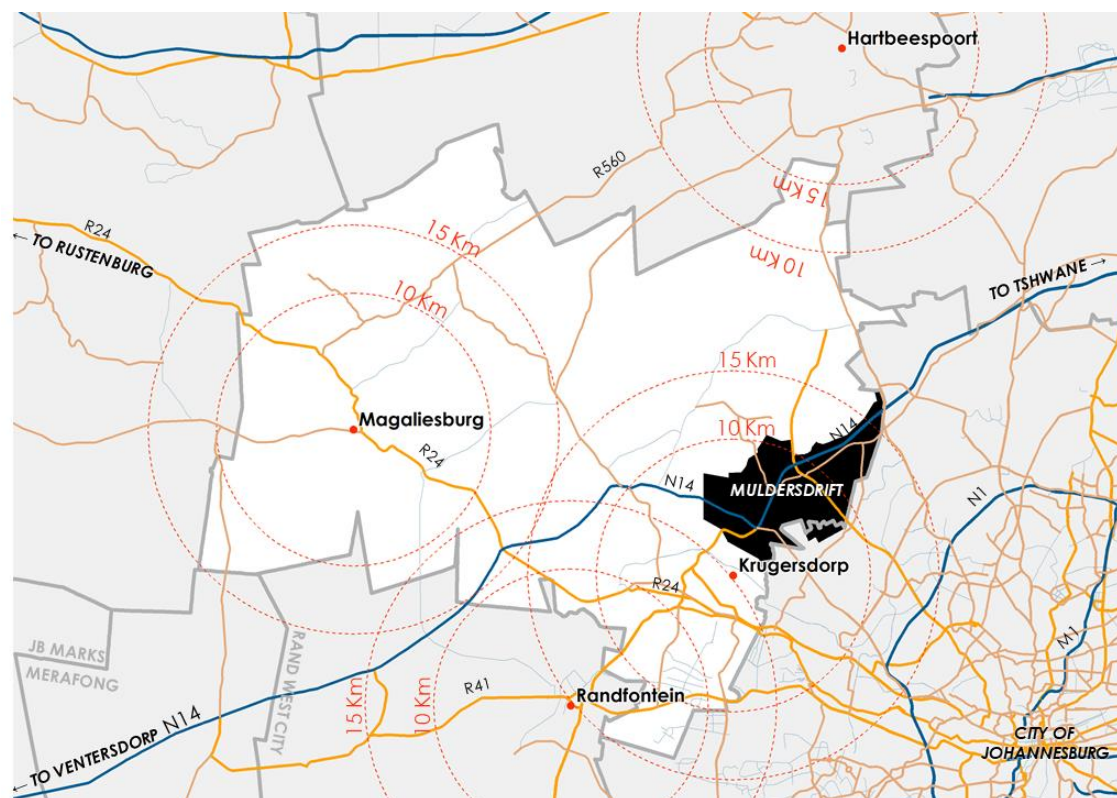 Hartbeespoort
R560
15 Km
R24
← TO RUSTENBURG
15 Km
10 Km
10 Km
TO TSHWANE →
15 Km
Magaliesburg
10 Km
R24
N14
N14
MULDERSDRIFT
N1
Krugersdorp
R24
JB MARKS
MERAFONG
RAND WEST CITY
M1
15 Km
10 Km
R41
Randfontein
← TO VENTERSDORP N14
CITY OF
JOHANNESBURG